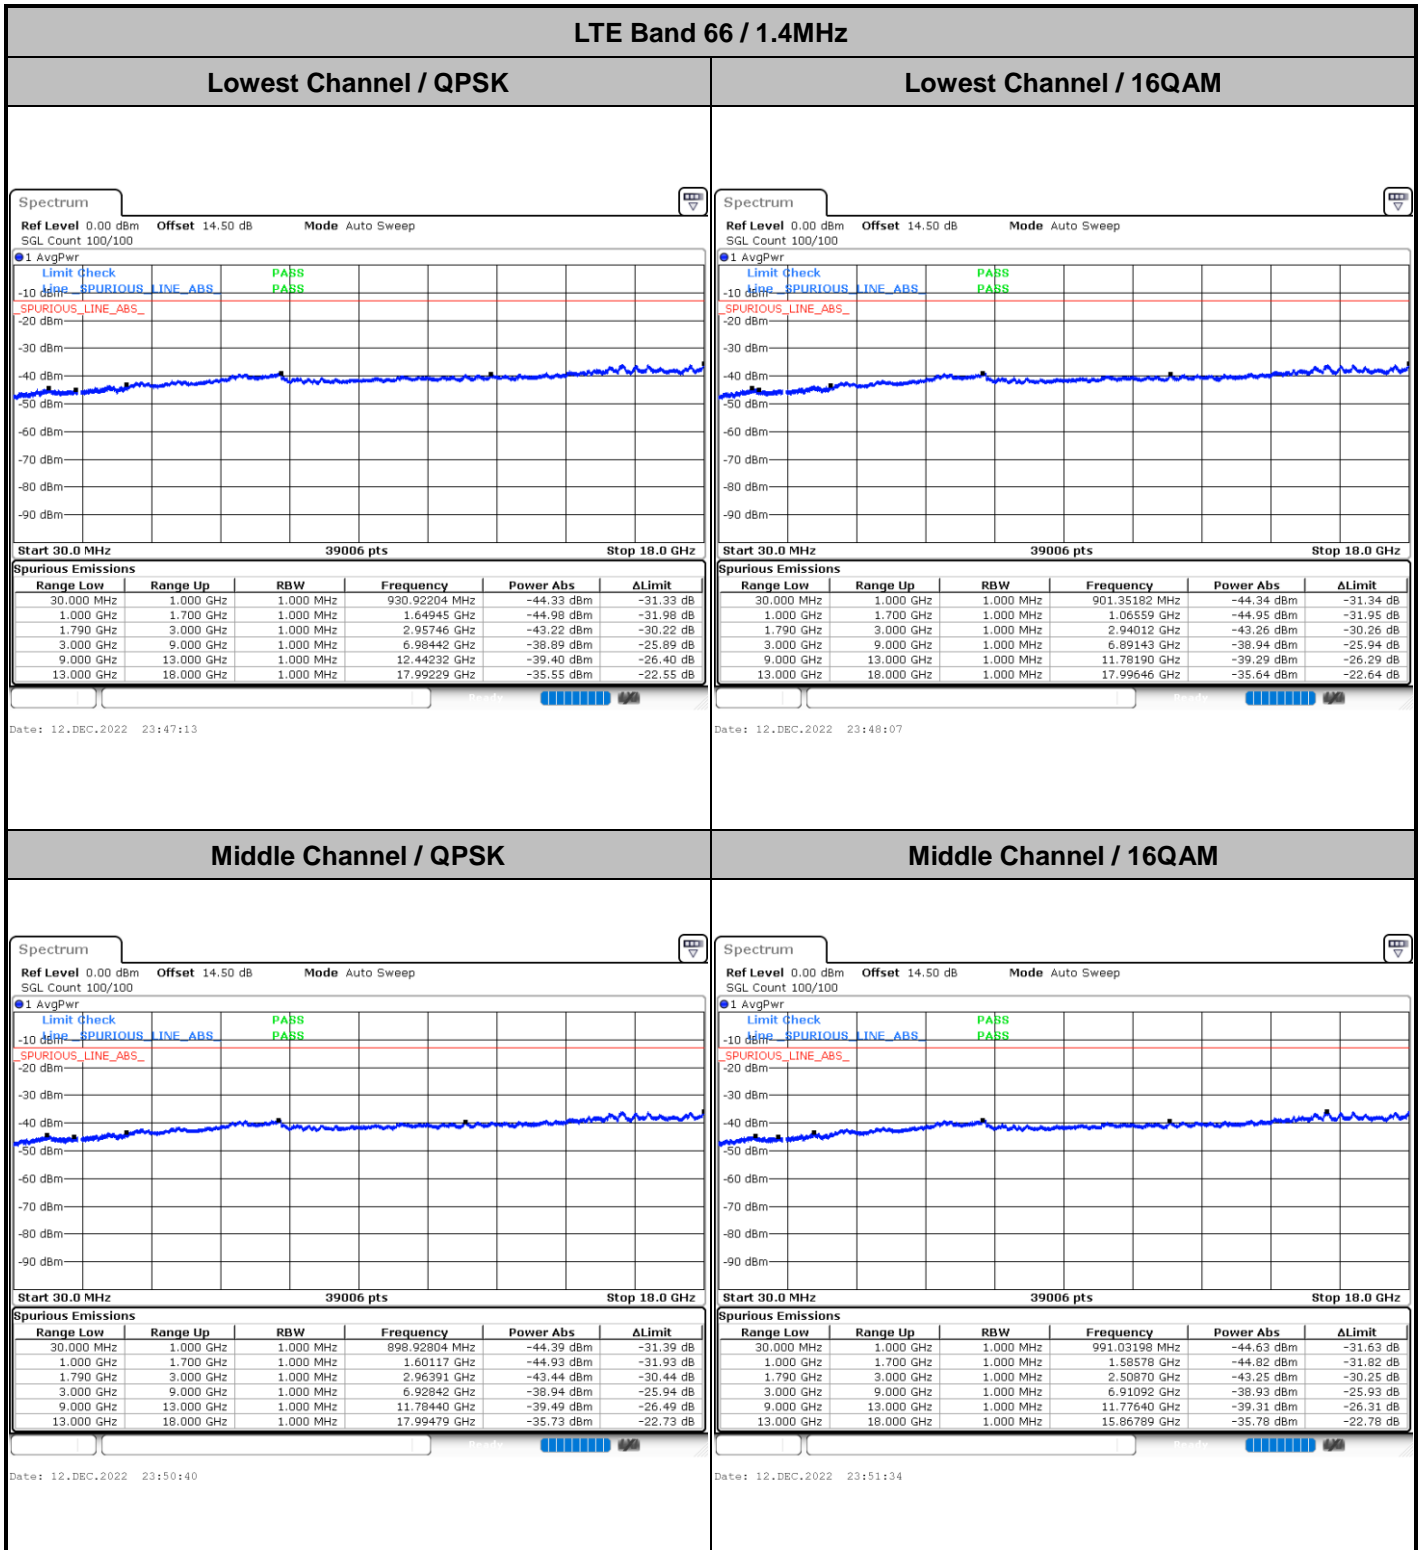 LTE Band 66 / 1.4MHz
Lowest Channel / QPSK
Lowest Channel / 16QAM
Spectrum
Ref Level 0.00 dBm Offset 14.50 dB Mode Auto Sweep
SGL Count 100/100
1 AvgPwr
Limit Check PASS
Line _SPURIOUS_LINE_ABS_ PASS
-10 dBm
_SPURIOUS_LINE_ABS_
-20 dBm
-30 dBm
-40 dBm
-50 dBm
-60 dBm
-70 dBm
-80 dBm
-90 dBm
Start 30.0 MHz 39006 pts Stop 18.0 GHz
Spurious Emissions
Range Low Range Up RBW Frequency Power Abs ΔLimit
30.000 MHz 1.000 GHz 1.000 MHz 930.92204 MHz -44.33 dBm -31.33 dB
1.000 GHz 1.700 GHz 1.000 MHz 1.64945 GHz -44.98 dBm -31.98 dB
1.790 GHz 3.000 GHz 1.000 MHz 2.95746 GHz -43.22 dBm -30.22 dB
3.000 GHz 9.000 GHz 1.000 MHz 6.98442 GHz -38.89 dBm -25.89 dB
9.000 GHz 13.000 GHz 1.000 MHz 12.44232 GHz -39.40 dBm -26.40 dB
13.000 GHz 18.000 GHz 1.000 MHz 17.99229 GHz -35.55 dBm -22.55 dB
Ready
Date: 12.DEC.2022 23:47:13
Spectrum
Ref Level 0.00 dBm Offset 14.50 dB Mode Auto Sweep
SGL Count 100/100
1 AvgPwr
Limit Check PASS
Line _SPURIOUS_LINE_ABS_ PASS
-10 dBm
_SPURIOUS_LINE_ABS_
-20 dBm
-30 dBm
-40 dBm
-50 dBm
-60 dBm
-70 dBm
-80 dBm
-90 dBm
Start 30.0 MHz 39006 pts Stop 18.0 GHz
Spurious Emissions
Range Low Range Up RBW Frequency Power Abs ΔLimit
30.000 MHz 1.000 GHz 1.000 MHz 901.35182 MHz -44.34 dBm -31.34 dB
1.000 GHz 1.700 GHz 1.000 MHz 1.06559 GHz -44.95 dBm -31.95 dB
1.790 GHz 3.000 GHz 1.000 MHz 2.94012 GHz -43.26 dBm -30.26 dB
3.000 GHz 9.000 GHz 1.000 MHz 6.89143 GHz -38.94 dBm -25.94 dB
9.000 GHz 13.000 GHz 1.000 MHz 11.78190 GHz -39.29 dBm -26.29 dB
13.000 GHz 18.000 GHz 1.000 MHz 17.99646 GHz -35.64 dBm -22.64 dB
Ready
Date: 12.DEC.2022 23:48:07
Middle Channel / QPSK
Middle Channel / 16QAM
Spectrum
Ref Level 0.00 dBm Offset 14.50 dB Mode Auto Sweep
SGL Count 100/100
1 AvgPwr
Limit Check PASS
Line _SPURIOUS_LINE_ABS_ PASS
-10 dBm
_SPURIOUS_LINE_ABS_
-20 dBm
-30 dBm
-40 dBm
-50 dBm
-60 dBm
-70 dBm
-80 dBm
-90 dBm
Start 30.0 MHz 39006 pts Stop 18.0 GHz
Spurious Emissions
Range Low Range Up RBW Frequency Power Abs ΔLimit
30.000 MHz 1.000 GHz 1.000 MHz 898.92804 MHz -44.39 dBm -31.39 dB
1.000 GHz 1.700 GHz 1.000 MHz 1.60117 GHz -44.93 dBm -31.93 dB
1.790 GHz 3.000 GHz 1.000 MHz 2.96391 GHz -43.44 dBm -30.44 dB
3.000 GHz 9.000 GHz 1.000 MHz 6.92842 GHz -38.94 dBm -25.94 dB
9.000 GHz 13.000 GHz 1.000 MHz 11.78440 GHz -39.49 dBm -26.49 dB
13.000 GHz 18.000 GHz 1.000 MHz 17.99479 GHz -35.73 dBm -22.73 dB
Ready
Date: 12.DEC.2022 23:50:40
Spectrum
Ref Level 0.00 dBm Offset 14.50 dB Mode Auto Sweep
SGL Count 100/100
1 AvgPwr
Limit Check PASS
Line _SPURIOUS_LINE_ABS_ PASS
-10 dBm
_SPURIOUS_LINE_ABS_
-20 dBm
-30 dBm
-40 dBm
-50 dBm
-60 dBm
-70 dBm
-80 dBm
-90 dBm
Start 30.0 MHz 39006 pts Stop 18.0 GHz
Spurious Emissions
Range Low Range Up RBW Frequency Power Abs ΔLimit
30.000 MHz 1.000 GHz 1.000 MHz 991.03198 MHz -44.63 dBm -31.63 dB
1.000 GHz 1.700 GHz 1.000 MHz 1.58578 GHz -44.82 dBm -31.82 dB
1.790 GHz 3.000 GHz 1.000 MHz 2.50870 GHz -43.25 dBm -30.25 dB
3.000 GHz 9.000 GHz 1.000 MHz 6.91092 GHz -38.93 dBm -25.93 dB
9.000 GHz 13.000 GHz 1.000 MHz 11.77640 GHz -39.31 dBm -26.31 dB
13.000 GHz 18.000 GHz 1.000 MHz 15.86789 GHz -35.78 dBm -22.78 dB
Ready
Date: 12.DEC.2022 23:51:34